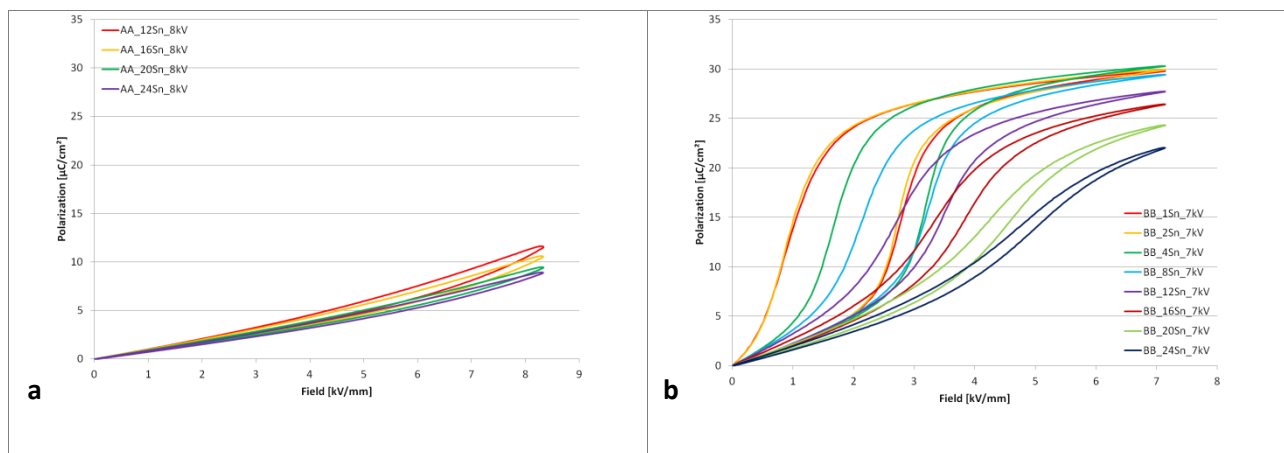 35
30
25
20
15
10
5
0
Polarization [µC/cm²]
AA_12Sn_8kV
AA_16Sn_8kV
AA_20Sn_8kV
AA_24Sn_8kV
0 1 2 3 4 5 6 7 8 9
Field [kV/mm]
a
35
30
25
20
15
10
5
0
Polarization [µC/cm²]
BB_1Sn_7kV
BB_2Sn_7kV
BB_4Sn_7kV
BB_8Sn_7kV
BB_12Sn_7kV
BB_16Sn_7kV
BB_20Sn_7kV
BB_24Sn_7kV
0 1 2 3 4 5 6 7 8
Field [kV/mm]
b